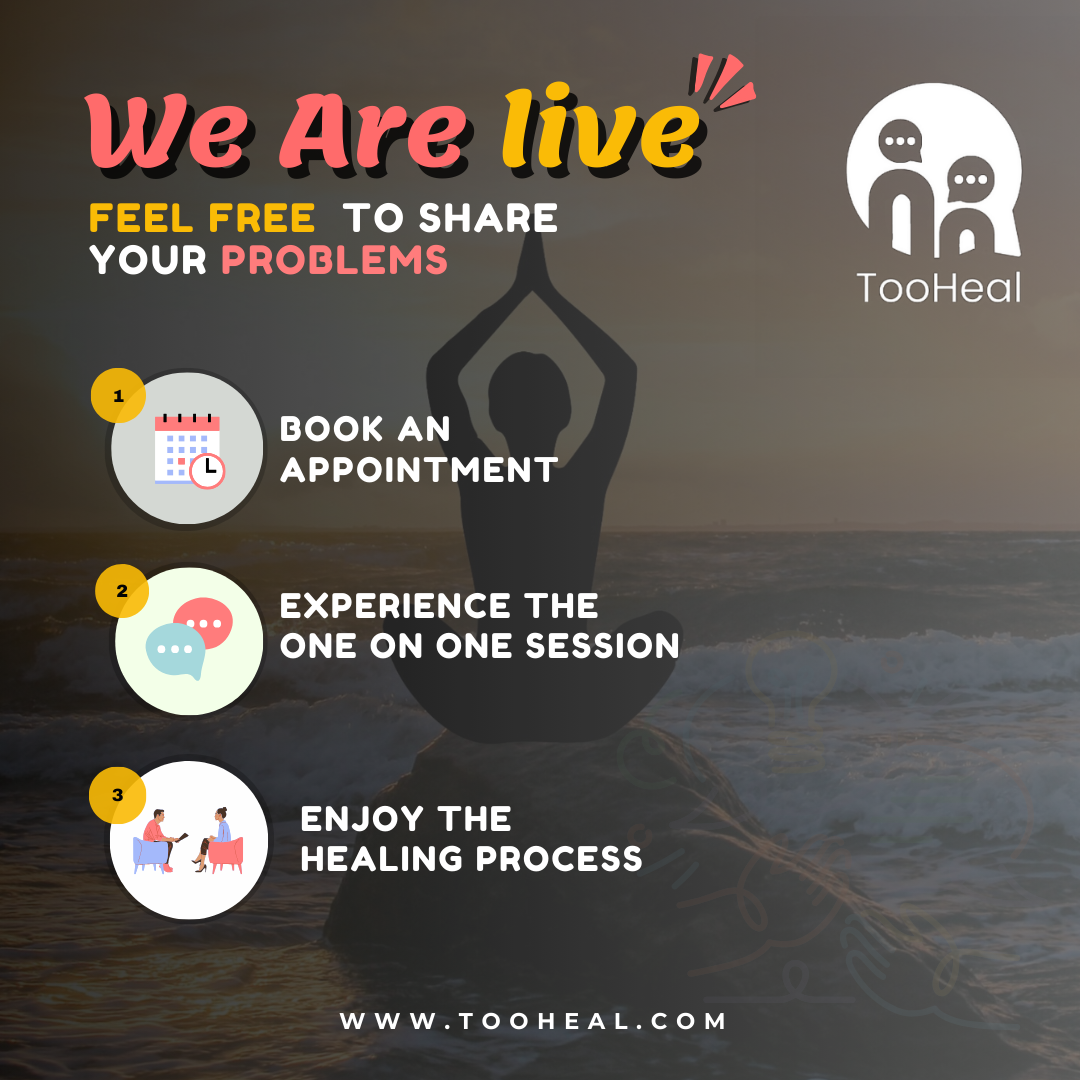 We Are live
FEEL FREE TO SHARE
YOUR PROBLEMS
TooHeal
1
BOOK AN
APPOINTMENT
2
EXPERIENCE THE
ONE ON ONE SESSION
3
ENJOY THE
HEALING PROCESS
WWW.TOOHEAL.COM